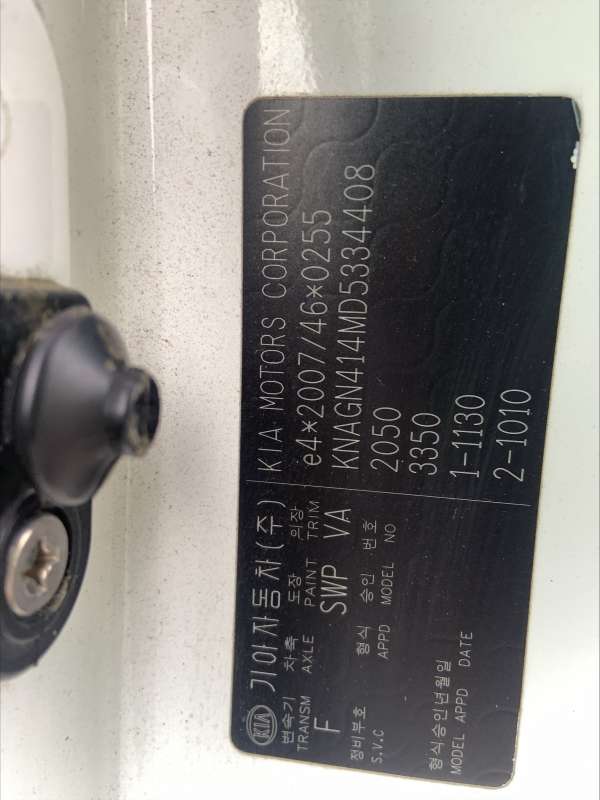 KIA 기아자동차(주) KIA MOTORS CORPORATION
변속기 차축 도장 의장
TRANSM AXLE PAINT TRIM
F SWP VA
정비부호 형식 승인 번호
S.V.C APPD MODEL NO
형식승인년월일
MODEL APPD DATE
e4*2007/46*0255
KNAGN414MD5334408
2050
3350
1-1130
2-1010